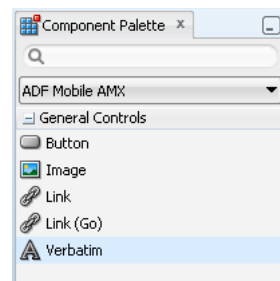 Component Palette
ADF Mobile AMX
General Controls
Button
Image
Link
Link (Go)
Verbatim